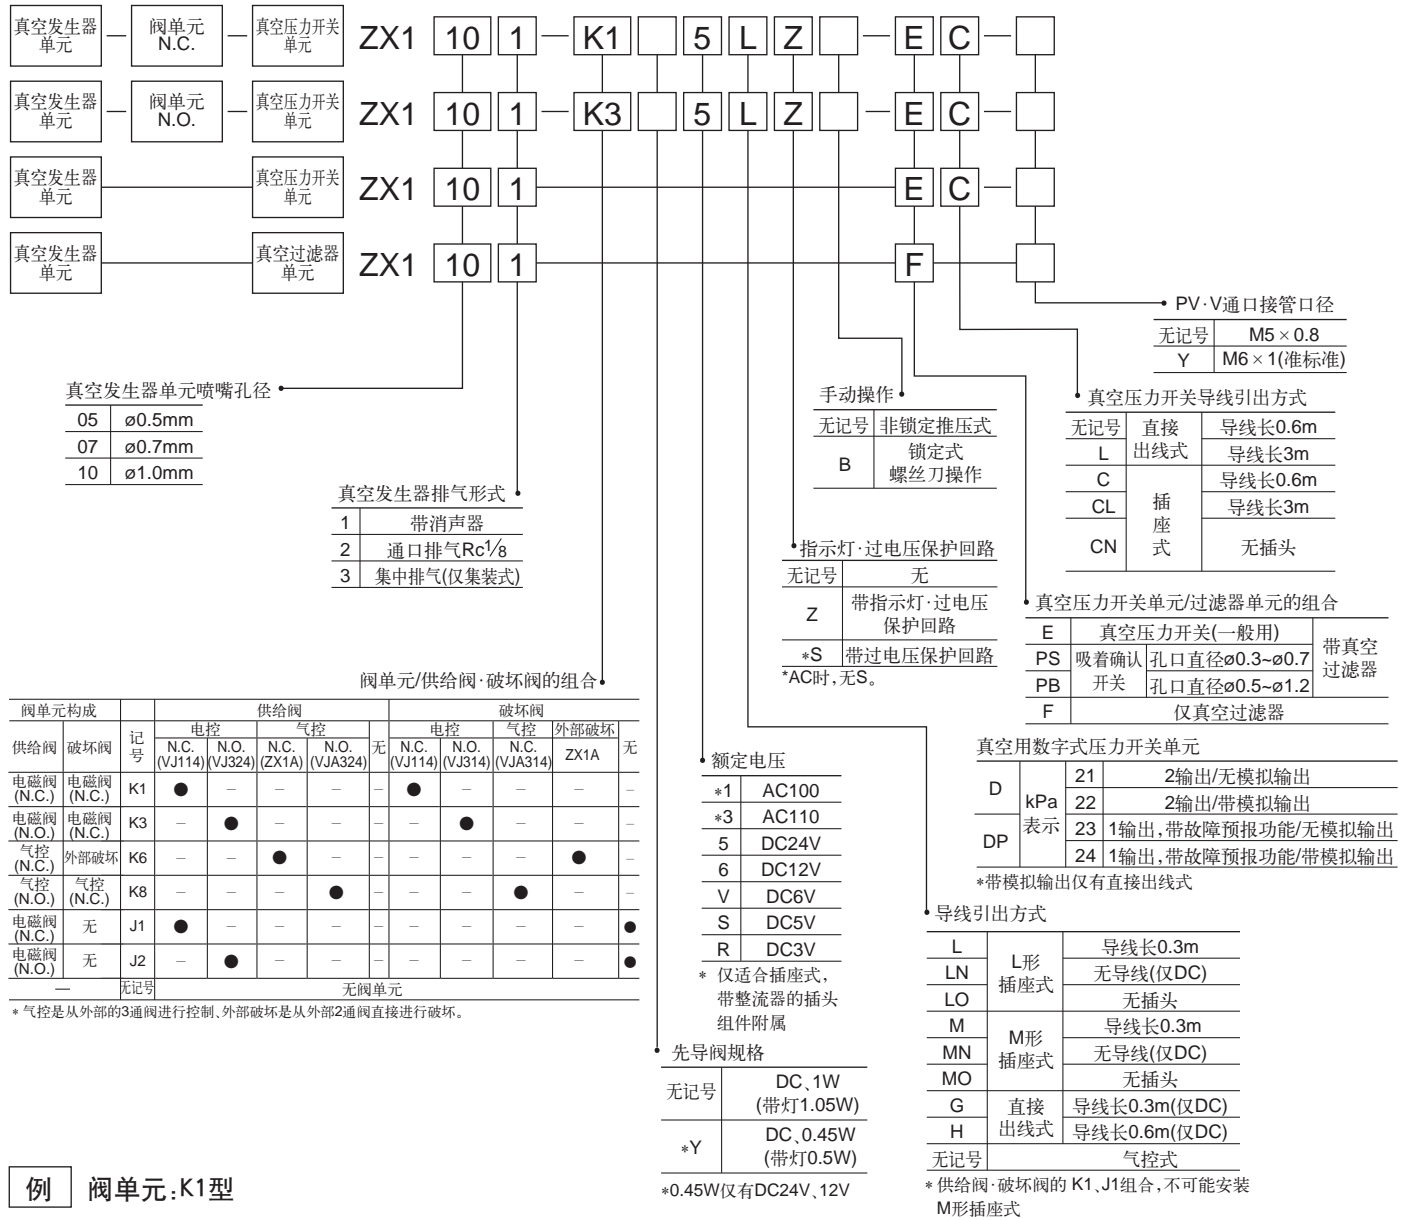 真空发生器单元 — 阀单元 N.C. — 真空压力开关单元 ZX1 10 1 — K1 □ 5 L Z □ — E C — □
真空发生器单元 — 阀单元 N.O. — 真空压力开关单元 ZX1 10 1 — K3 □ 5 L Z □ — E C — □
真空发生器单元 — 真空压力开关单元 ZX1 10 1 — E C — □
真空发生器单元 — 真空过滤器单元 ZX1 10 1 — F — □
PV·V通口接管口径
无记号 M5×0.8
Y M6×1(准标准)
真空发生器单元喷嘴孔径
05 ø0.5mm
07 ø0.7mm
10 ø1.0mm
真空发生器排气形式
1 带消声器
2 通口排气Rc1/8
3 集中排气(仅集装式)
手动操作
无记号 非锁定推压式
B 锁定式
螺丝刀操作
真空压力开关导线引出方式
无记号 直接出线式 导线长0.6m
L 导线长3m
C 插座式 导线长0.6m
CL 导线长3m
CN 无插头
指示灯·过电压保护回路
无记号 无
Z 带指示灯·过电压
保护回路
*S 带过电压保护回路
*AC时,无S。
真空压力开关单元/过滤器单元的组合
E 真空压力开关(一般用) 带真空过滤器
PS 吸着确认开关 孔口直径ø0.3~ø0.7
PB 孔口直径ø0.5~ø1.2
F 仅真空过滤器
真空用数字式压力开关单元
D kPa表示 21 2输出/无模拟输出
22 2输出/带模拟输出
DP 23 1输出,带故障预报功能/无模拟输出
24 1输出,带故障预报功能/带模拟输出
*带模拟输出仅有直接出线式
阀单元/供给阀·破坏阀的组合
阀单元构成 记号 供给阀 破坏阀
供给阀 破坏阀 电控 气控 无 电控 气控 外部破坏 无
N.C. N.O. N.C. N.O. N.C. N.O. N.C. ZX1A
(VJ114) (VJ324) (ZX1A) (VJA324) (VJ114) (VJ314) (VJA314)
电磁阀(N.C.) 电磁阀(N.C.) K1 ● – – – – ● – – – –
电磁阀(N.O.) 电磁阀(N.C.) K3 – ● – – – – ● – – –
气控(N.C.) 外部破坏 K6 – – ● – – – – – ● –
气控(N.O.) 气控(N.C.) K8 – – – ● – – – ● – –
电磁阀(N.C.) 无 J1 ● – – – – – – – – ●
电磁阀(N.O.) 无 J2 – ● – – – – – – – ●
— 无记号 无阀单元
* 气控是从外部的3通阀进行控制、外部破坏是从外部2通阀直接进行破坏。
额定电压
*1 AC100
*3 AC110
5 DC24V
6 DC12V
V DC6V
S DC5V
R DC3V
* 仅适合插座式,
带整流器的插头
组件附属
先导阀规格
无记号 DC、1W
(带灯1.05W)
*Y DC、0.45W
(带灯0.5W)
*0.45W仅有DC24V、12V
导线引出方式
L L形插座式 导线长0.3m
LN 无导线(仅DC)
LO 无插头
M M形插座式 导线长0.3m
MN 无导线(仅DC)
MO 无插头
G 直接出线式 导线长0.3m(仅DC)
H 导线长0.6m(仅DC)
无记号 气控式
* 供给阀·破坏阀的 K1、J1组合,不可能安装
M形插座式
例 阀单元:K1型